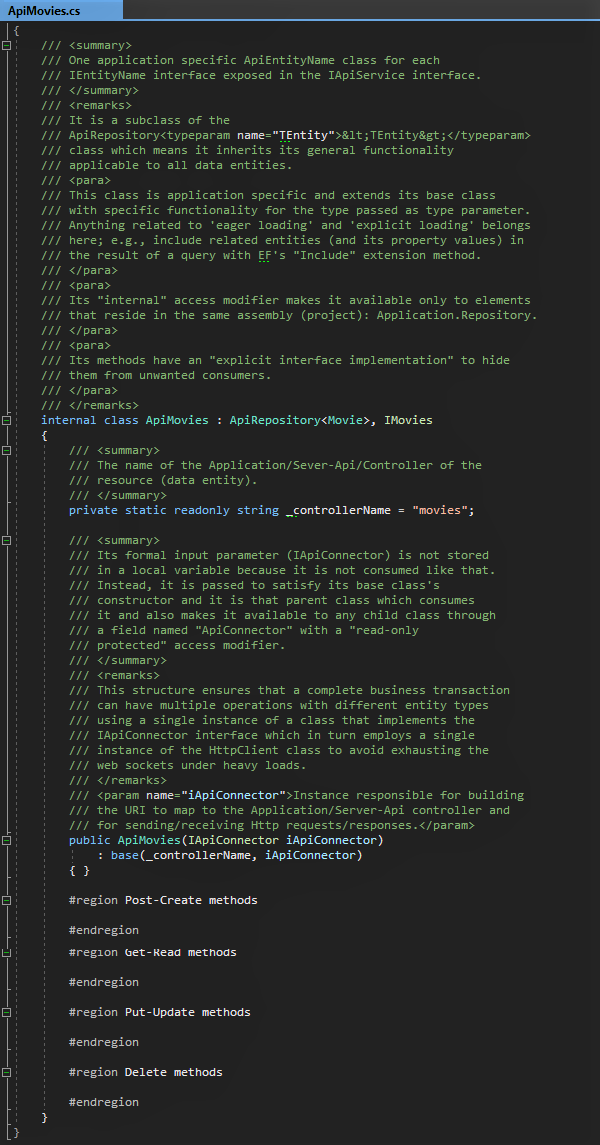 ApiMovies.cs
{
/// <summary>
/// One application specific ApiEntityName class for each
/// IEntityName interface exposed in the IApiService interface.
/// </summary>
/// <remarks>
/// It is a subclass of the
/// ApiRepository<typeparam name="TEntity">&lt;TEntity&gt;</typeparam>
/// class which means it inherits its general functionality
/// applicable to all data entities.
/// <para>
/// This class is application specific and extends its base class
/// with specific functionality for the type passed as type parameter.
/// Anything related to 'eager loading' and 'explicit loading' belongs
/// here; e.g., include related entities (and its property values) in
/// the result of a query with EF's "Include" extension method.
/// </para>
/// <para>
/// Its "internal" access modifier makes it available only to elements
/// that reside in the same assembly (project): Application.Repository.
/// </para>
/// <para>
/// Its methods have an "explicit interface implementation" to hide
/// them from unwanted consumers.
/// </para>
/// </remarks>
internal class ApiMovies : ApiRepository<Movie>, IMovies
{
/// <summary>
/// The name of the Application/Sever-Api/Controller of the
/// resource (data entity).
/// </summary>
private static readonly string _controllerName = "movies";
/// <summary>
/// Its formal input parameter (IApiConnector) is not stored
/// in a local variable because it is not consumed like that.
/// Instead, it is passed to satisfy its base class's
/// constructor and it is that parent class which consumes
/// it and also makes it available to any child class through
/// a field named "ApiConnector" with a "read-only
/// protected" access modifier.
/// </summary>
/// <remarks>
/// This structure ensures that a complete business transaction
/// can have multiple operations with different entity types
/// using a single instance of a class that implements the
/// IApiConnector interface which in turn employs a single
/// instance of the HttpClient class to avoid exhausting the
/// web sockets under heavy loads.
/// </remarks>
/// <param name="iApiConnector">Instance responsible for building
/// the URI to map to the Application/Server-Api controller and
/// for sending/receiving Http requests/responses.</param>
public ApiMovies(IApiConnector iApiConnector)
: base(_controllerName, iApiConnector)
{ }
#region Post-Create methods
#endregion
#region Get-Read methods
#endregion
#region Put-Update methods
#endregion
#region Delete methods
#endregion
}
}